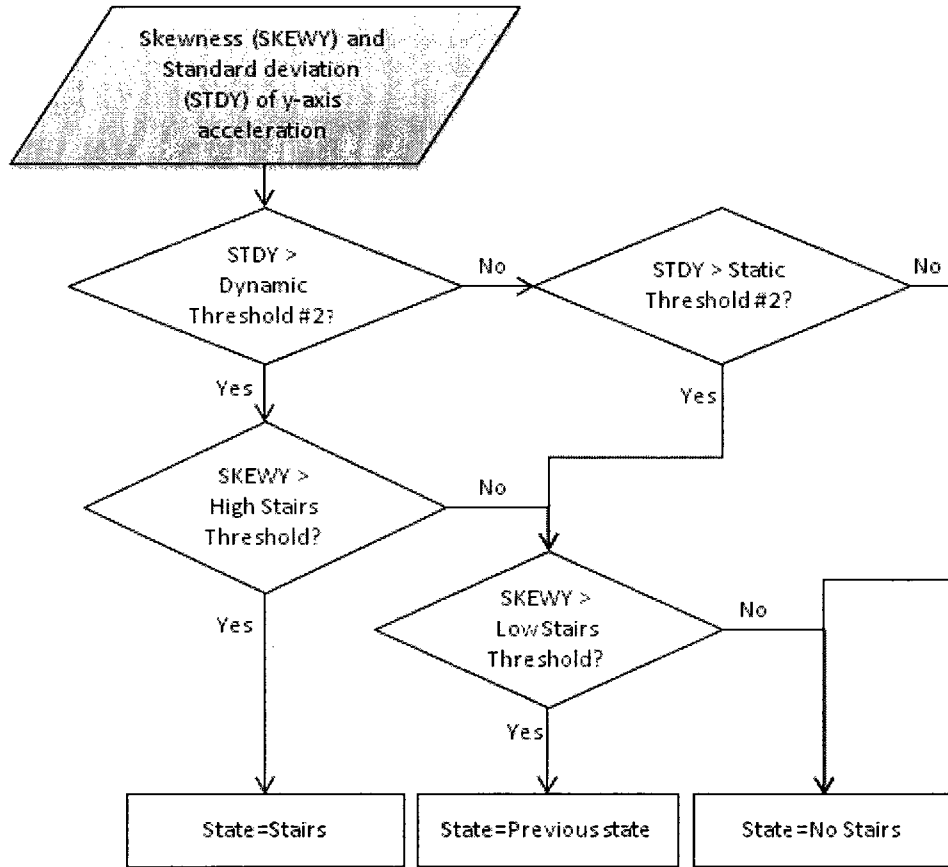 Skewness (SKEWY) and
Standard deviation
(STDY) of y-axis
acceleration
STDY >
Dynamic
Threshold #2?
No
STDY > Static
Threshold #2?
No
Yes
Yes
SKEWY >
High Stairs
Threshold?
No
SKEWY >
Low Stairs
Threshold?
No
Yes
Yes
State=Stairs
State=Previous state
State=No Stairs